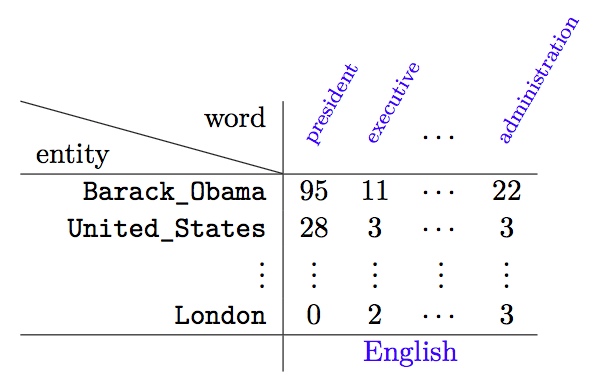 word
president executive ⋯ administration
entity
Barack_Obama 95 11 ⋯ 22
United_States 28 3 ⋯ 3
⋮ ⋮ ⋮ ⋮ ⋮
London 0 2 ⋯ 3
English